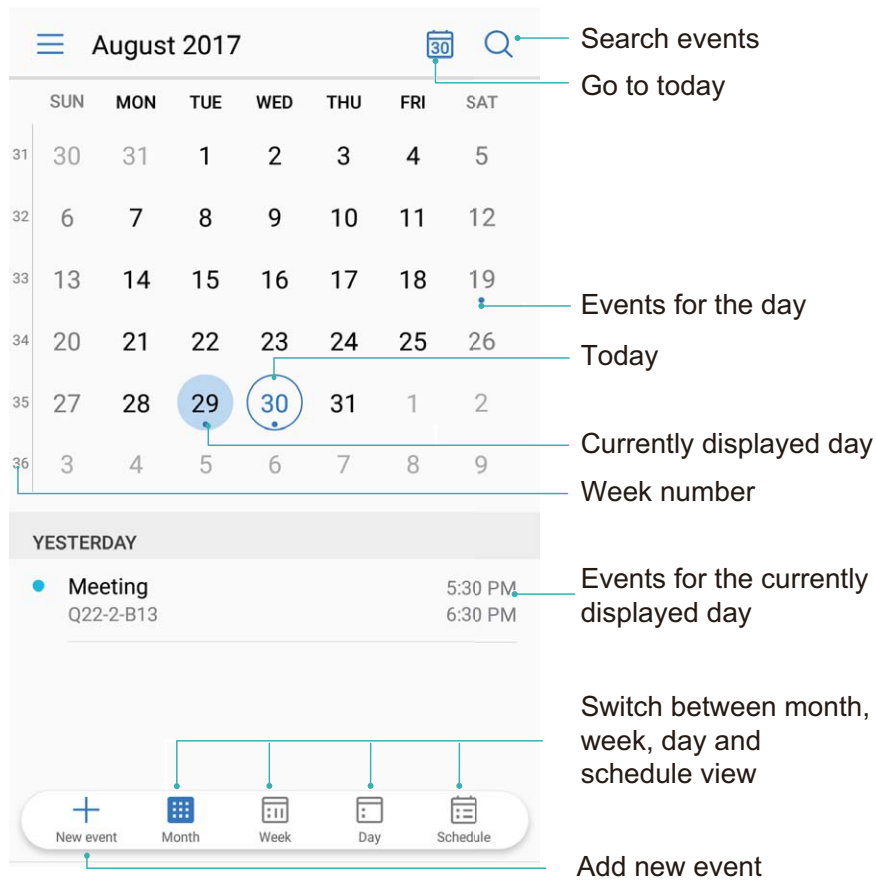 August 2017
30
Search events
Go to today
SUN MON TUE WED THU FRI SAT
31 30 31 1 2 3 4 5
32 6 7 8 9 10 11 12
33 13 14 15 16 17 18 19
Events for the day
34 20 21 22 23 24 25 26
Today
35 27 28 29 30 31 1 2
Currently displayed day
36 3 4 5 6 7 8 9
Week number
YESTERDAY
Meeting 5:30 PM
Q22-2-B13 6:30 PM
Events for the currently
displayed day
Switch between month,
week, day and
schedule view
New event Month Week Day Schedule
Add new event